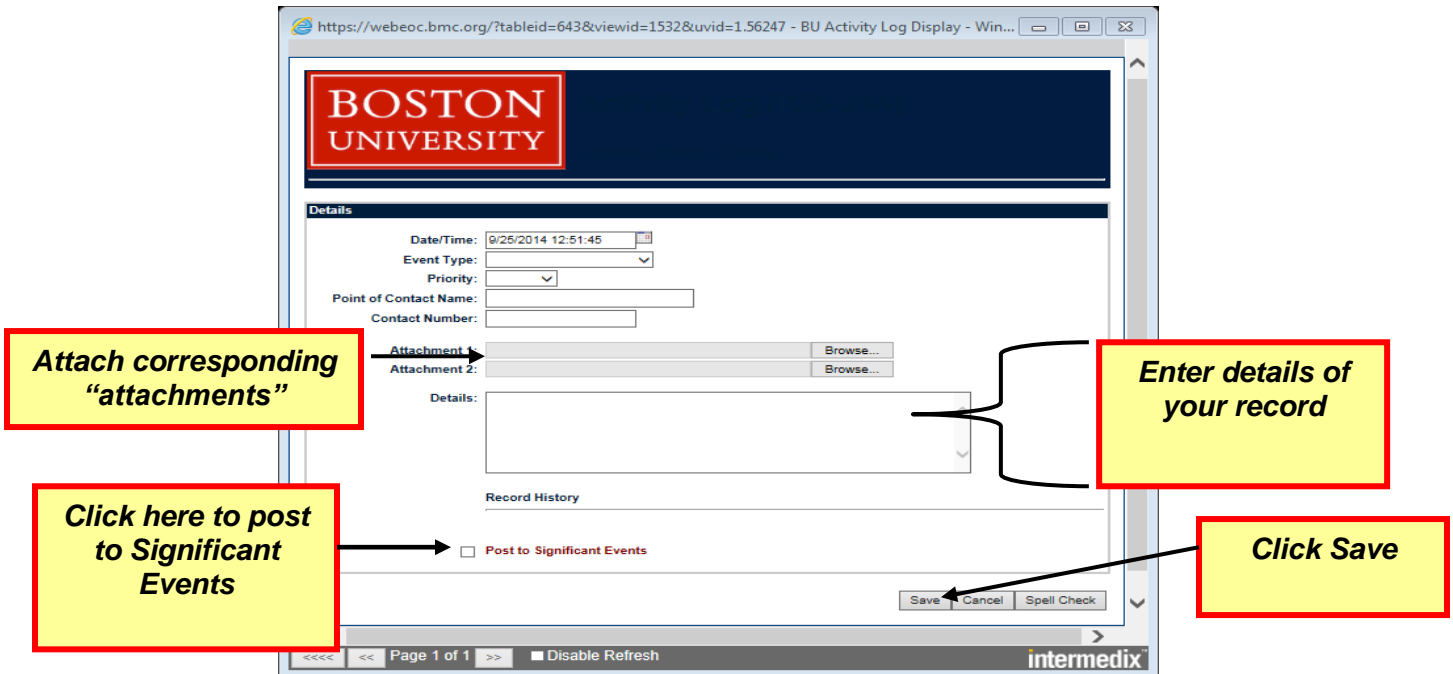 https://webeoc.bmc.org/?tableid=643&viewid=1532&uvid=1.56247 - BU Activity Log Display - Win...
BOSTON
UNIVERSITY
Details
Date/Time: 9/25/2014 12:51:45
Event Type:
Priority:
Point of Contact Name:
Contact Number:
Attachment 1: Browse...
Attachment 2: Browse...
Details:
Record History
Post to Significant Events
Save Cancel Spell Check
<<<< << Page 1 of 1 >> Disable Refresh
intermedix
Attach corresponding
“attachments”
Enter details of
your record
Click here to post
to Significant
Events
Click Save